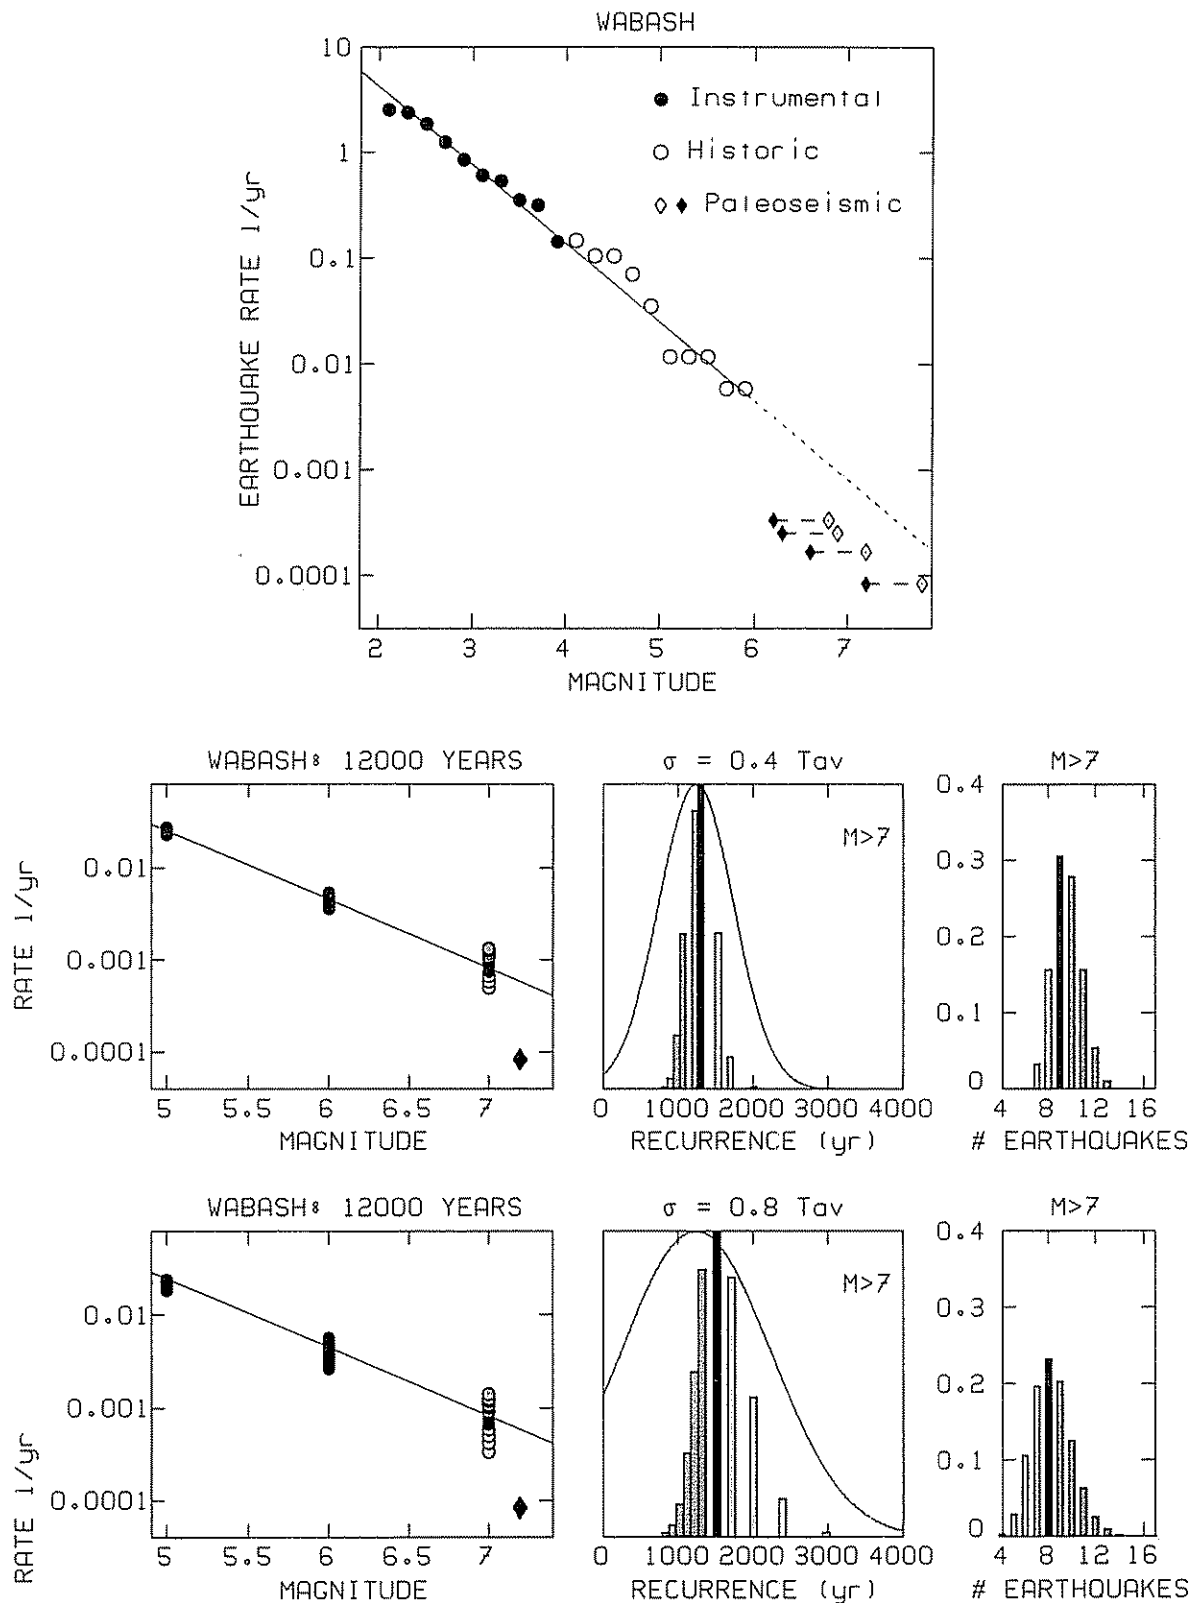 WABASH
10
1
0.1
0.01
0.001
0.0001
EARTHQUAKE RATE 1/yr
Instrumental
Historic
Paleoseismic
2 3 4 5 6 7
MAGNITUDE
WABASH: 12000 YEARS
0.01
0.001
0.0001
RATE 1/yr
5 5.5 6 6.5 7
MAGNITUDE
σ = 0.4 Tav
M>7
0 1000 2000 3000 4000
RECURRENCE (yr)
M>7
0.4
0.3
0.2
0.1
0
4 8 12 16
# EARTHQUAKES
WABASH: 12000 YEARS
0.01
0.001
0.0001
RATE 1/yr
5 5.5 6 6.5 7
MAGNITUDE
σ = 0.8 Tav
M>7
0 1000 2000 3000 4000
RECURRENCE (yr)
M>7
0.4
0.3
0.2
0.1
0
4 8 12 16
# EARTHQUAKES